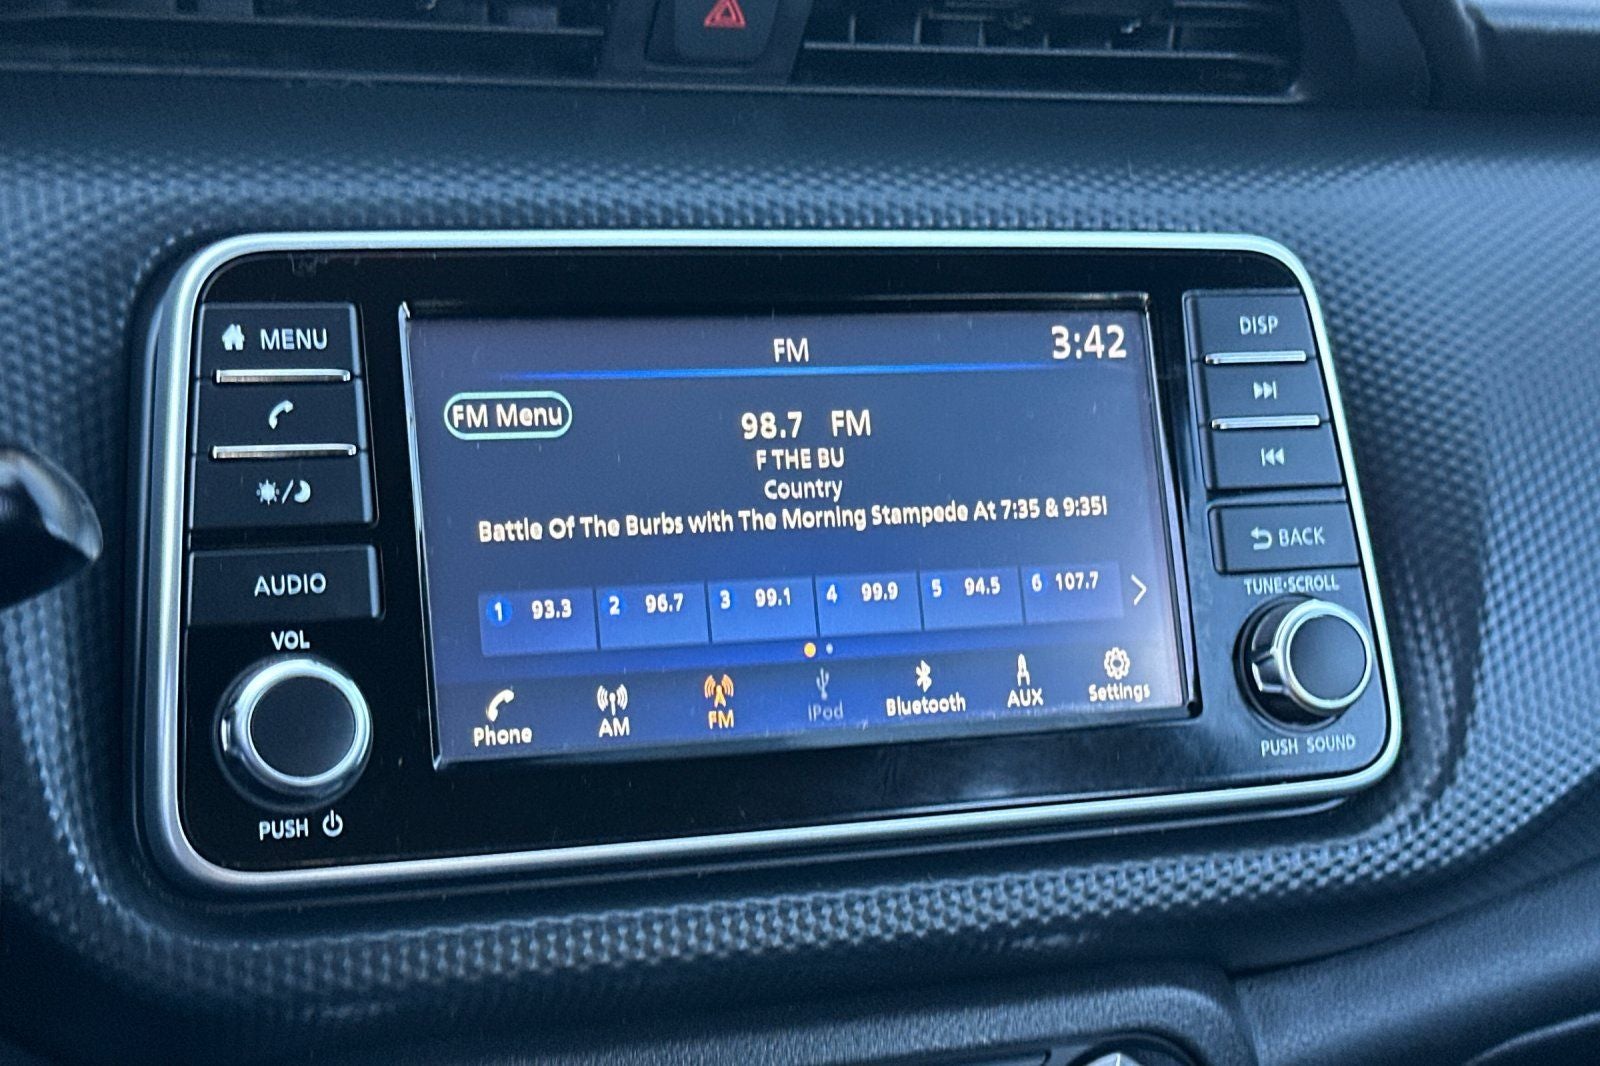 MENU
AUDIO
VOL
PUSH
FM
3:42
FM Menu
98.7 FM
F THE BU
Country
Battle Of The Burbs with The Morning Stampede At 7:35 & 9:35!
1 93.3
2 96.7
3 99.1
4 99.9
5 94.5
6 107.7
Phone
AM
FM
iPod
Bluetooth
AUX
Settings
DISP
BACK
TUNE·SCROLL
PUSH SOUND